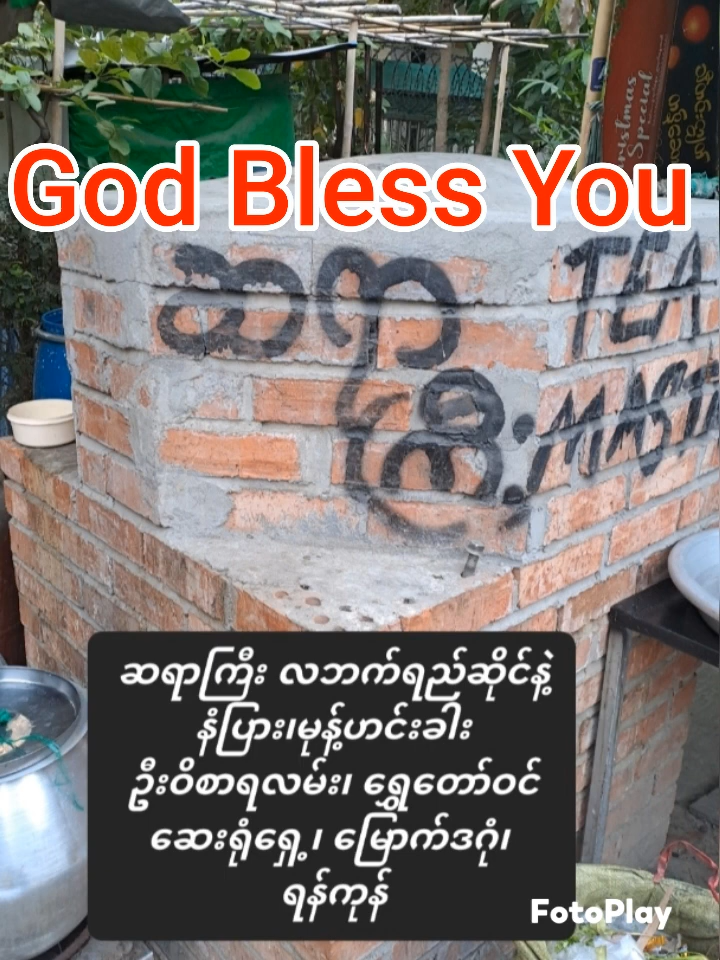 Christmas
Special
God Bless You
ဆရာ
ကြီး
TEA
ဆရာကြီး လဘက်ရည်ဆိုင်နဲ့
နံပြား၊မုန့်ဟင်းခါး
ဦးဝိစာရလမ်း၊ ရွှေတော်ဝင်
ဆေးရုံရှေ့ ၊ မြောက်ဒဂုံ၊
ရန်ကုန်
FotoPlay